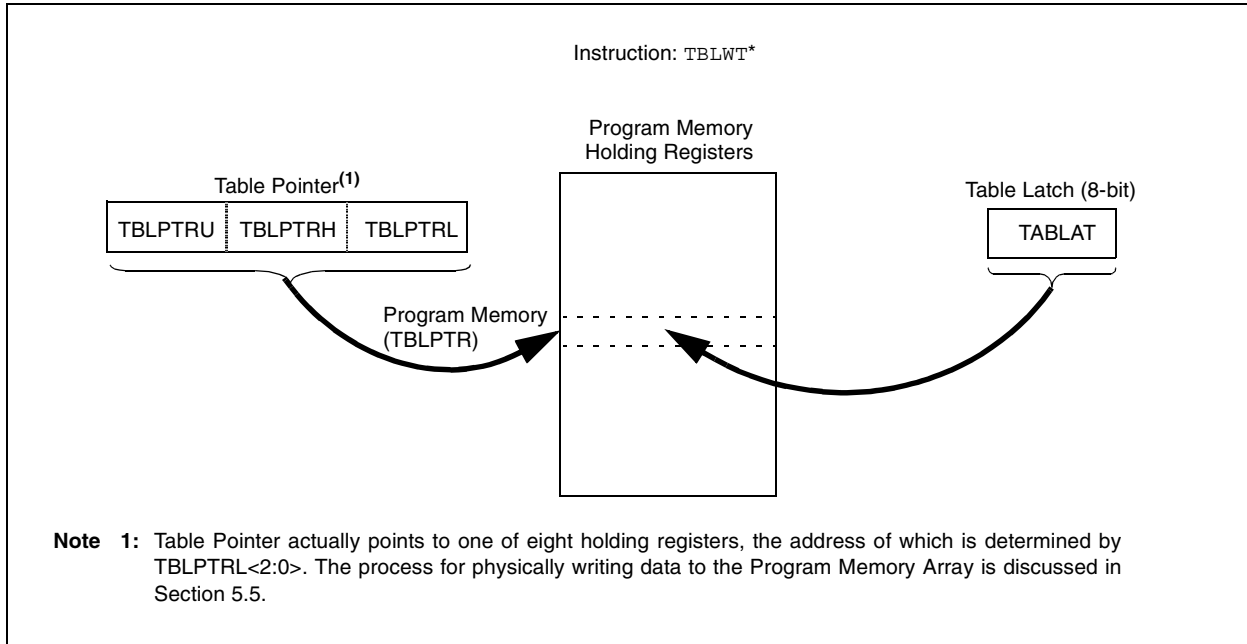 Instruction: TBLWT*
Program Memory
Holding Registers
Table Pointer(1)
Table Latch (8-bit)
TBLPTRU TBLPTRH TBLPTRL
TABLAT
Program Memory
(TBLPTR)
Note 1: Table Pointer actually points to one of eight holding registers, the address of which is determined by
TBLPTRL<2:0>. The process for physically writing data to the Program Memory Array is discussed in
Section 5.5.